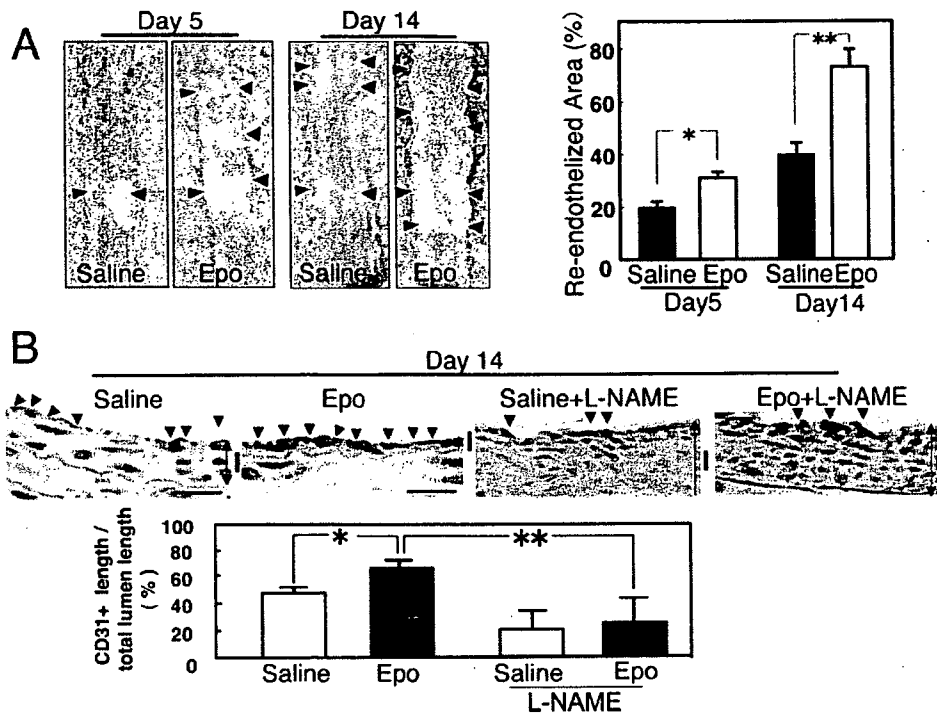 A
Day 5
Day 14
Saline
Epo
Saline
Epo
Re-endothelized Area (%)
80
60
40
20
0
*
**
Saline Epo
Saline Epo
Day5
Day14
B
Day 14
Saline
Epo
Saline+L-NAME
Epo+L-NAME
CD31+ length /
total lumen length
( % )
100
80
60
40
20
0
*
**
Saline
Epo
Saline
Epo
L-NAME